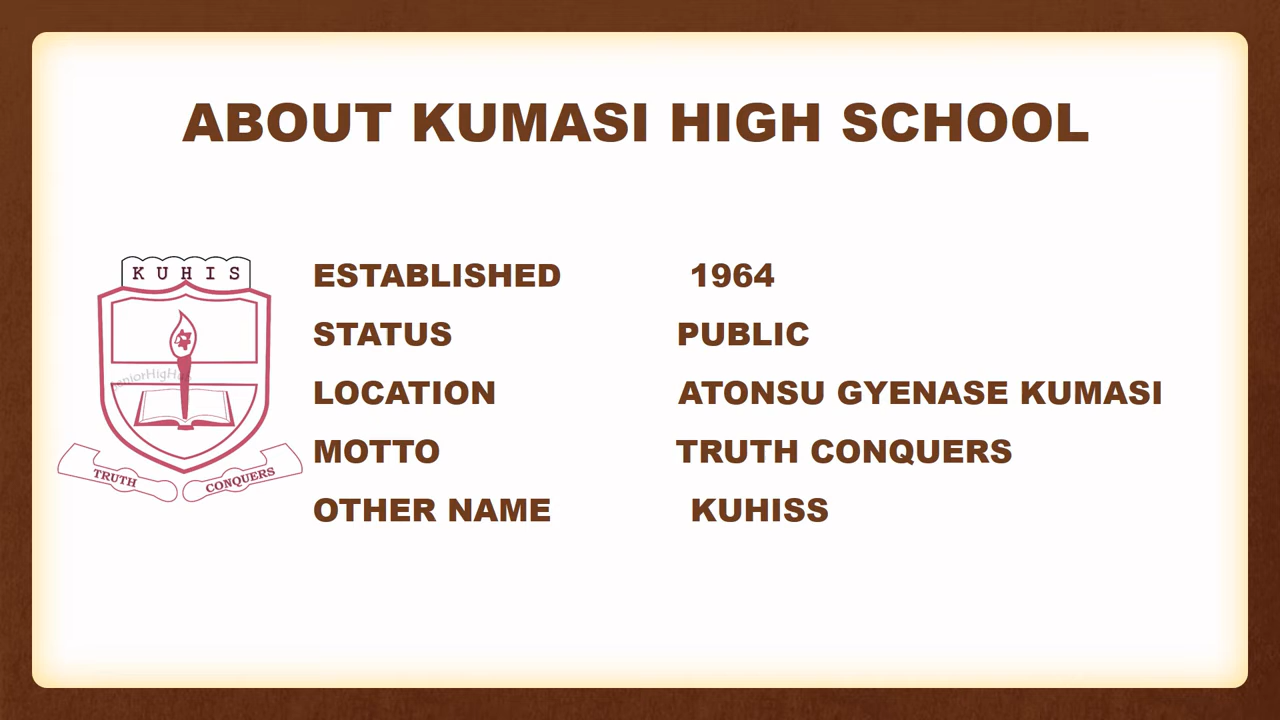 ABOUT KUMASI HIGH SCHOOL
K U H I S
ESTABLISHED 1964
STATUS PUBLIC
LOCATION ATONSU GYENASE KUMASI
MOTTO TRUTH CONQUERS
OTHER NAME KUHISS
TRUTH CONQUERS